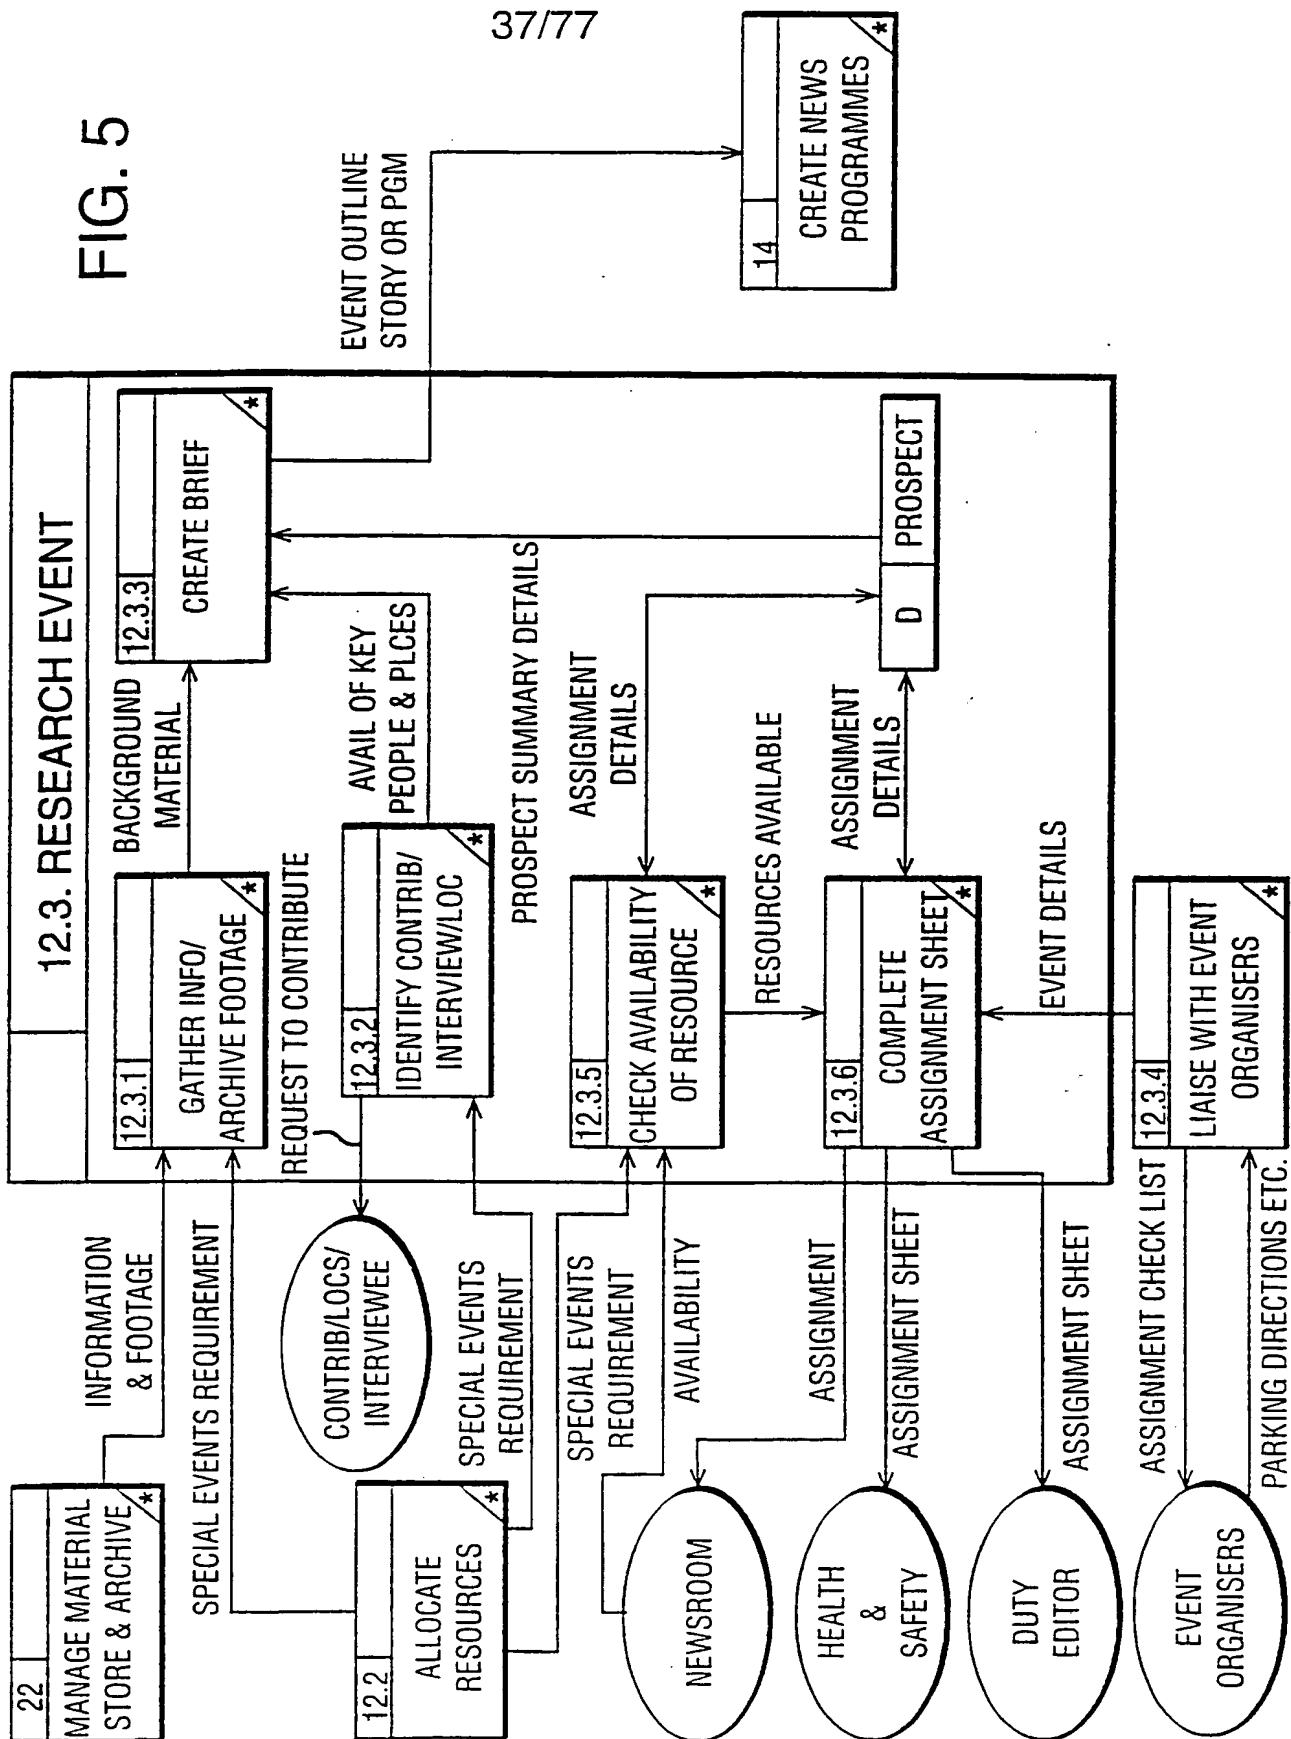 37/77
FIG. 5
12.3. RESEARCH EVENT
22
MANAGE MATERIAL
STORE & ARCHIVE
*
INFORMATION
& FOOTAGE
12.3.1
GATHER INFO/
ARCHIVE FOOTAGE
*
BACKGROUND
MATERIAL
12.3.3
CREATE BRIEF
*
EVENT OUTLINE
STORY OR PGM
14
CREATE NEWS
PROGRAMMES
*
SPECIAL EVENTS REQUIREMENT
REQUEST TO CONTRIBUTE
CONTRIB/LOCS/
INTERVIEWEE
12.3.2
IDENTIFY CONTRIB/
INTERVIEW/LOC
*
AVAIL OF KEY
PEOPLE & PLCES
12.2
ALLOCATE
RESOURCES
*
SPECIAL EVENTS
REQUIREMENT
PROSPECT SUMMARY DETAILS
SPECIAL EVENTS
REQUIREMENT
12.3.5
CHECK AVAILABILITY
OF RESOURCE
*
ASSIGNMENT
DETAILS
AVAILABILITY
NEWSROOM
RESOURCES AVAILABLE
ASSIGNMENT
12.3.6
COMPLETE
ASSIGNMENT SHEET
*
ASSIGNMENT
DETAILS
D
PROSPECT
HEALTH
&
SAFETY
ASSIGNMENT SHEET
DUTY
EDITOR
ASSIGNMENT SHEET
EVENT DETAILS
ASSIGNMENT CHECK LIST
12.3.4
LIAISE WITH EVENT
ORGANISERS
*
EVENT
ORGANISERS
PARKING DIRECTIONS ETC.